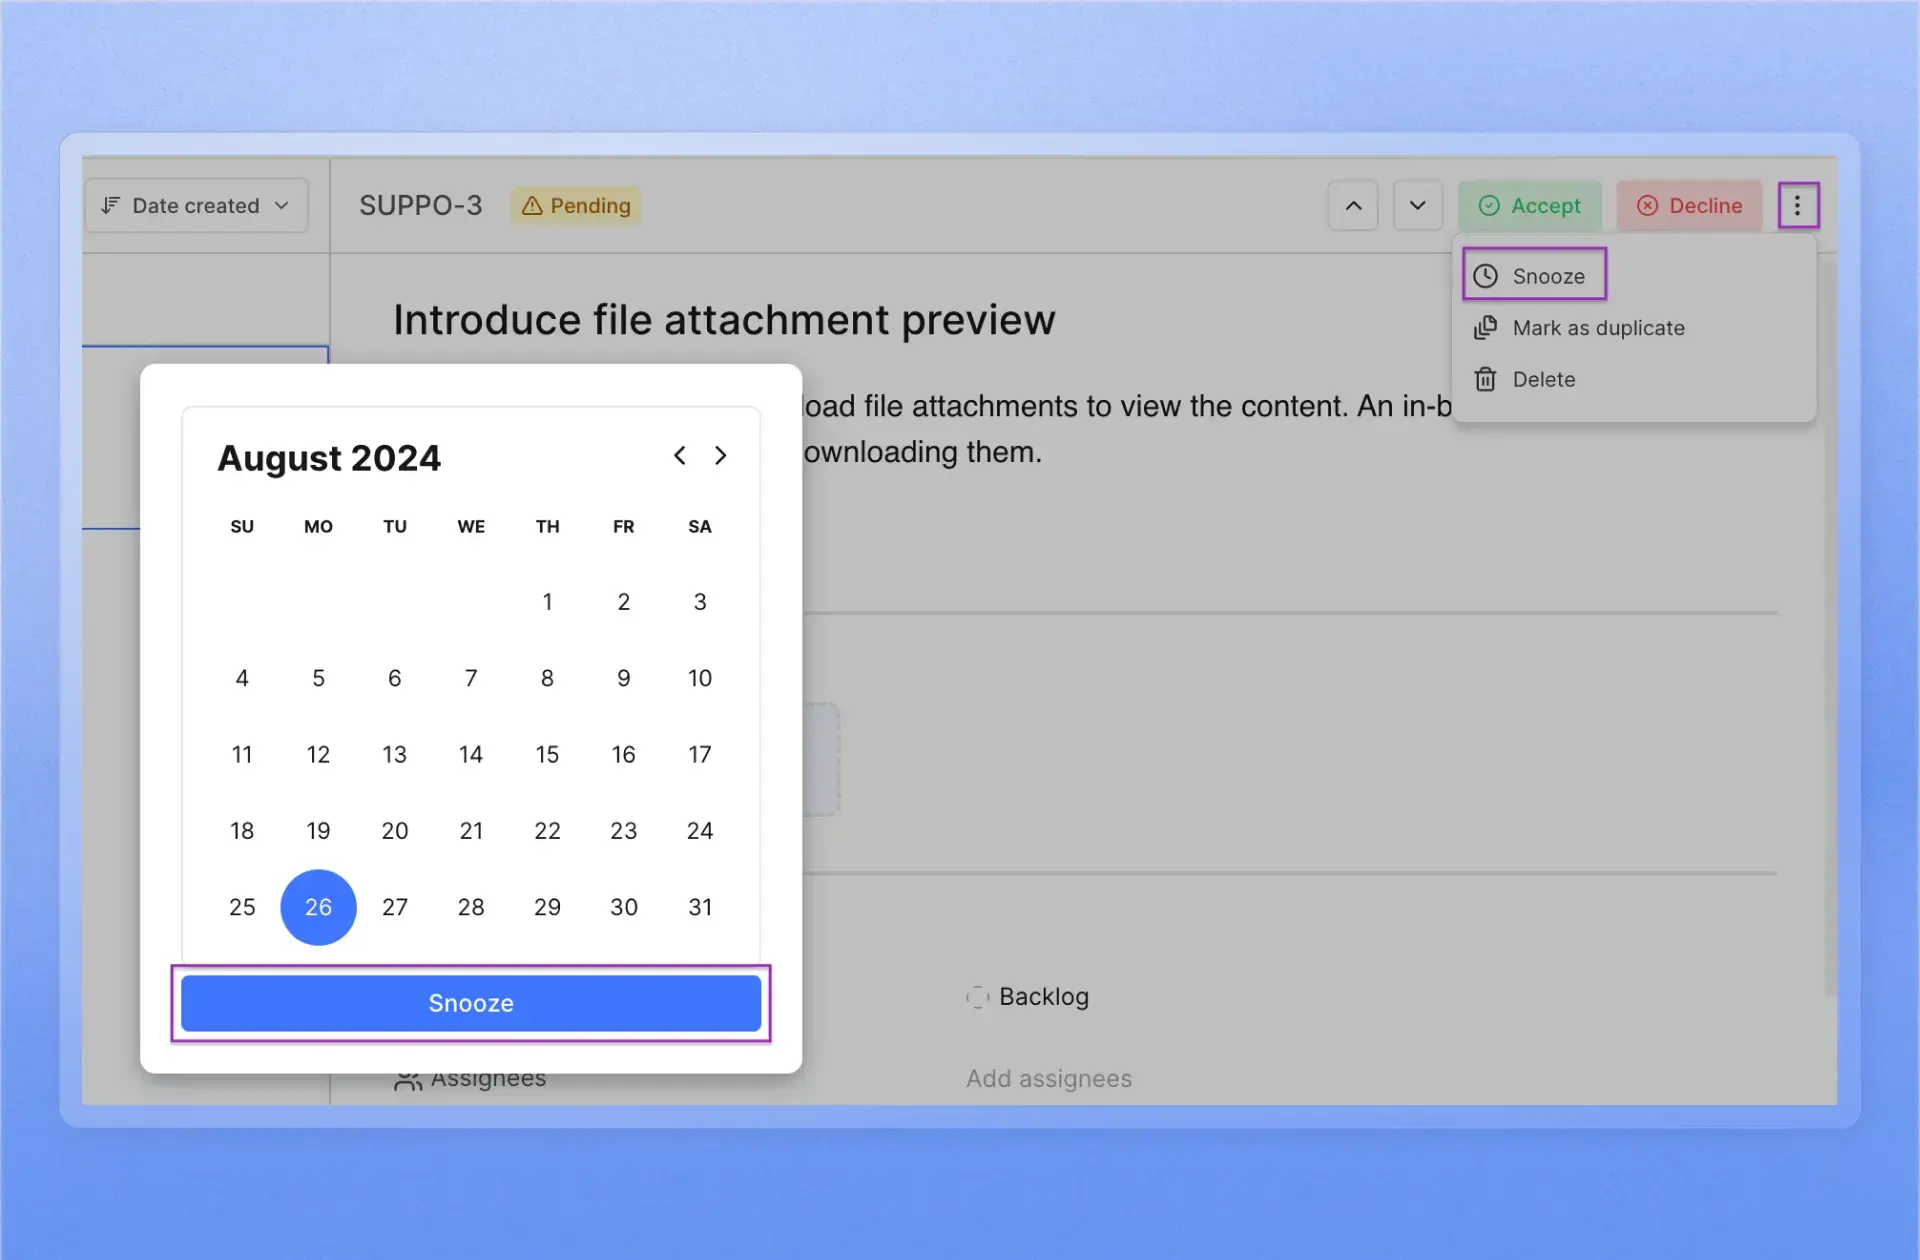 Date created
SUPPO-3
Pending
Accept
Decline
Snooze
Mark as duplicate
Delete
Introduce file attachment preview
load file attachments to view the content. An in-b
ownloading them.
August 2024
SU MO TU WE TH FR SA
1 2 3
4 5 6 7 8 9 10
11 12 13 14 15 16 17
18 19 20 21 22 23 24
25 26 27 28 29 30 31
Snooze
Backlog
Assignees
Add assignees